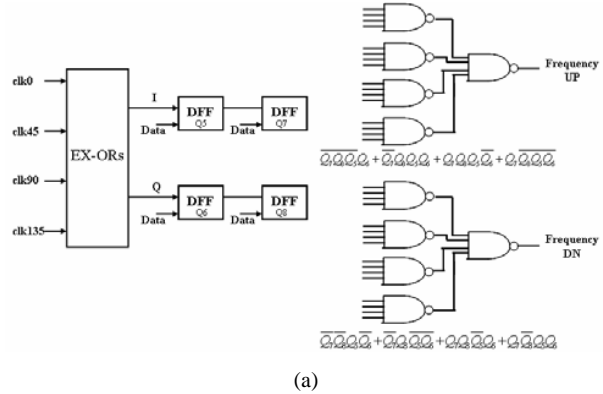 clk0
clk45
clk90
clk135
EX-ORs
I
Q
Data
DFF
Q5
Data
DFF
Q7
Data
DFF
Q6
Data
DFF
Q8
Frequency
UP
Frequency
DN
(a)